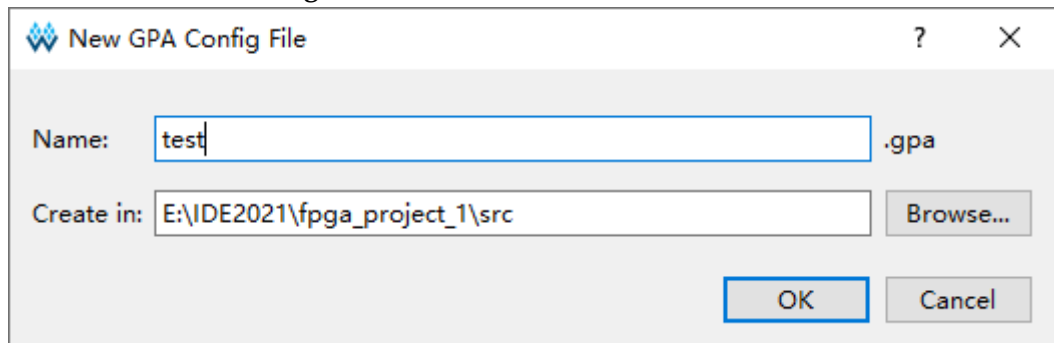 New GPA Config File ?
Name: test .gpa
Create in: E:\IDE2021\fpga_project_1\src Browse...
OK Cancel